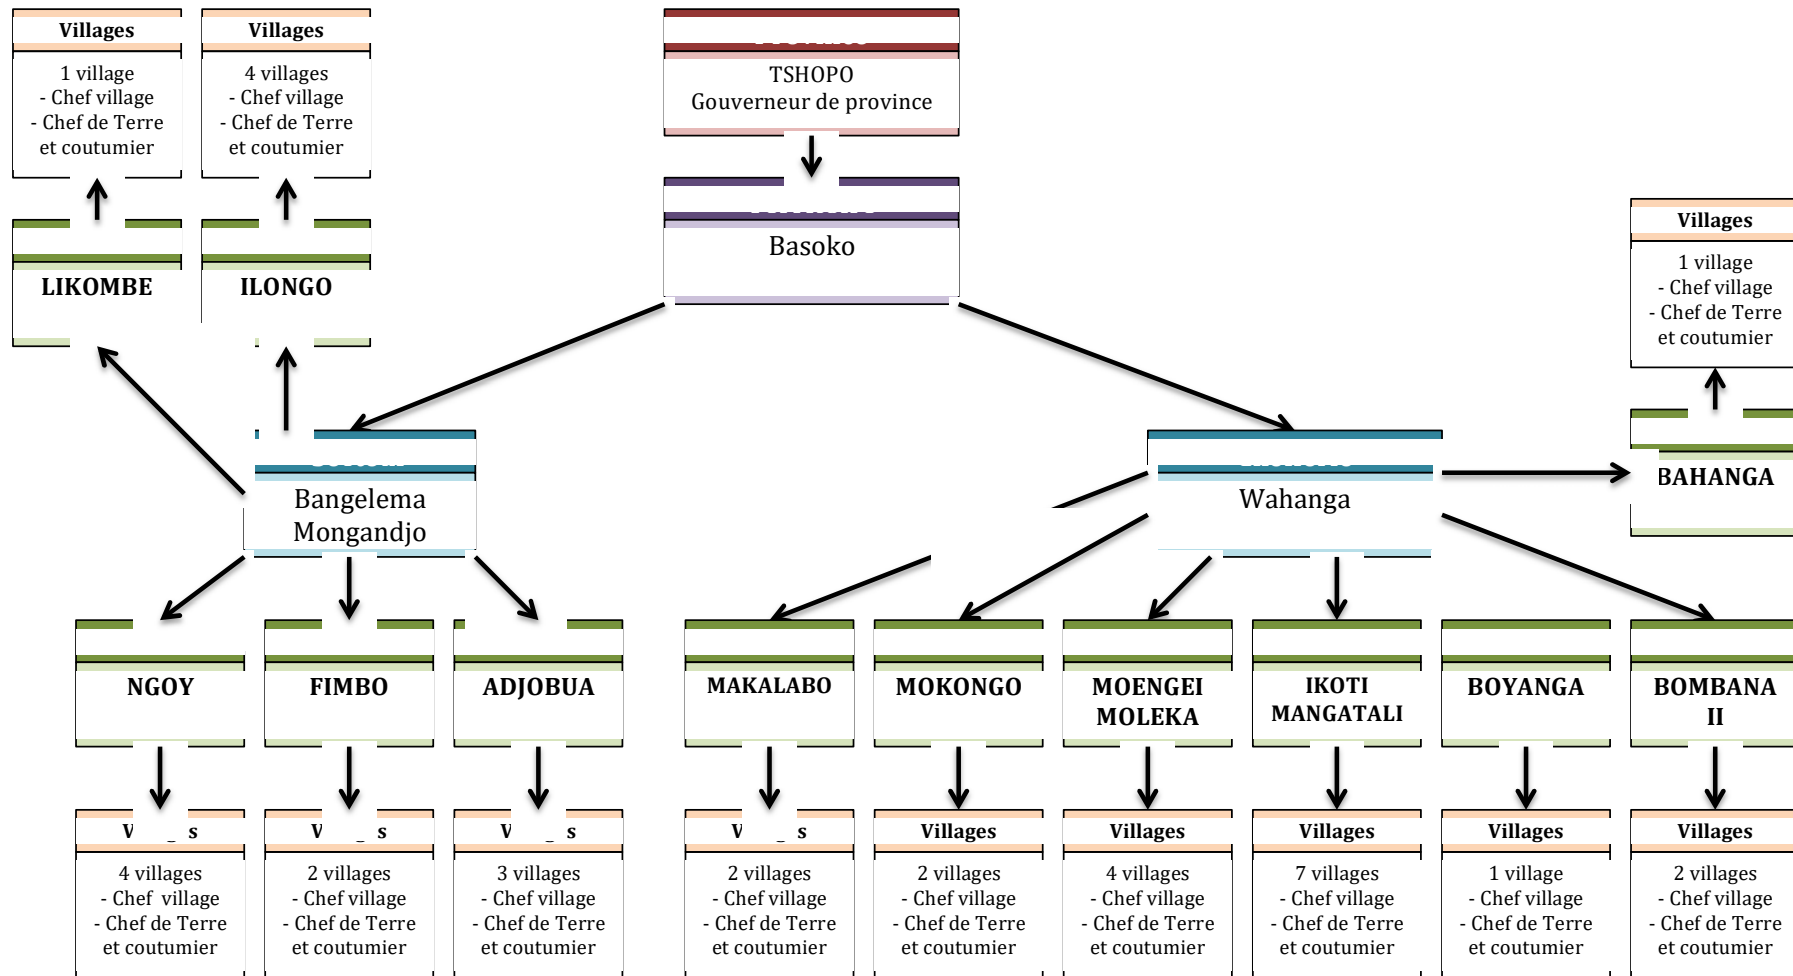 Villages
1 village
- Chef village
- Chef de Terre
et coutumier
Villages
4 villages
- Chef village
- Chef de Terre
et coutumier
TSHOPO
Gouverneur de province
Basoko
LIKOMBE
ILONGO
Villages
1 village
- Chef village
- Chef de Terre
et coutumier
BAHANGA
Bangelema
Mongandjo
Wahanga
NGOY
FIMBO
ADJOBUA
MAKALABO
MOKONGO
MOENGEI
MOLEKA
IKOTI
MANGATALI
BOYANGA
BOMBANA
II
4 villages
- Chef village
- Chef de Terre
et coutumier
2 villages
- Chef village
- Chef de Terre
et coutumier
3 villages
- Chef village
- Chef de Terre
et coutumier
2 villages
- Chef village
- Chef de Terre
et coutumier
Villages
2 villages
- Chef village
- Chef de Terre
et coutumier
Villages
4 villages
- Chef village
- Chef de Terre
et coutumier
Villages
7 villages
- Chef village
- Chef de Terre
et coutumier
Villages
1 village
- Chef village
- Chef de Terre
et coutumier
Villages
2 villages
- Chef village
- Chef de Terre
et coutumier